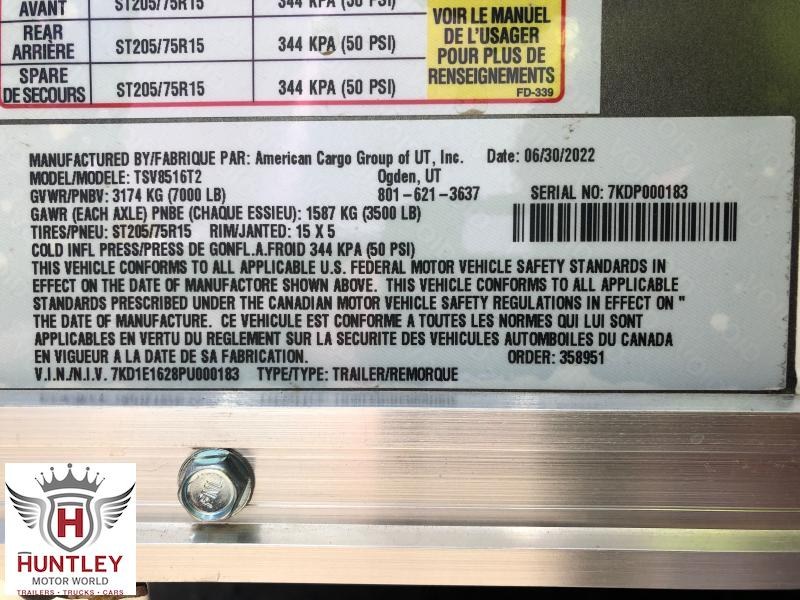 AVANT ST205/75R15 344 KPA (50 PSI)
REAR
ARRIÈRE ST205/75R15 344 KPA (50 PSI)
SPARE
DE SECOURS ST205/75R15 344 KPA (50 PSI)
VOIR LE MANUEL
DE L'USAGER
POUR PLUS DE
RENSEIGNEMENTS
FD-339
MANUFACTURED BY/FABRIQUE PAR: American Cargo Group of UT, Inc. Date: 06/30/2022
MODEL/MODELE: TSV8516T2 Ogden, UT
GVWR/PNBV: 3174 KG (7000 LB) 801-621-3637 SERIAL NO: 7KDP000183
GAWR (EACH AXLE) PNBE (CHAQUE ESSIEU): 1587 KG (3500 LB)
TIRES/PNEU: ST205/75R15 RIM/JANTED: 15 X 5
COLD INFL PRESS/PRESS DE GONFL.A.FROID 344 KPA (50 PSI)
THIS VEHICLE CONFORMS TO ALL APPLICABLE U.S. FEDERAL MOTOR VEHICLE SAFETY STANDARDS IN
EFFECT ON THE DATE OF MANUFACTORE SHOWN ABOVE. THIS VEHICLE CONFORMS TO ALL APPLICABLE
STANDARDS PRESCRIBED UNDER THE CANADIAN MOTOR VEHICLE SAFETY REGULATIONS IN EFFECT ON "
THE DATE OF MANUFACTURE. CE VEHICULE EST CONFORME A TOUTES LES NORMES QUI LUI SONT
APPLICABLES EN VERTU DU REGLEMENT SUR LA SECURITE DES VEHICULES AUTOMBOILES DU CANADA
EN VIGUEUR A LA DATE DE SA FABRICATION. ORDER: 358951
V.I.N./N.I.V. 7KD1E1628PU000183 TYPE/TYPE: TRAILER/REMORQUE
H
HUNTLEY
MOTOR WORLD
TRAILERS • TRUCKS • CARS